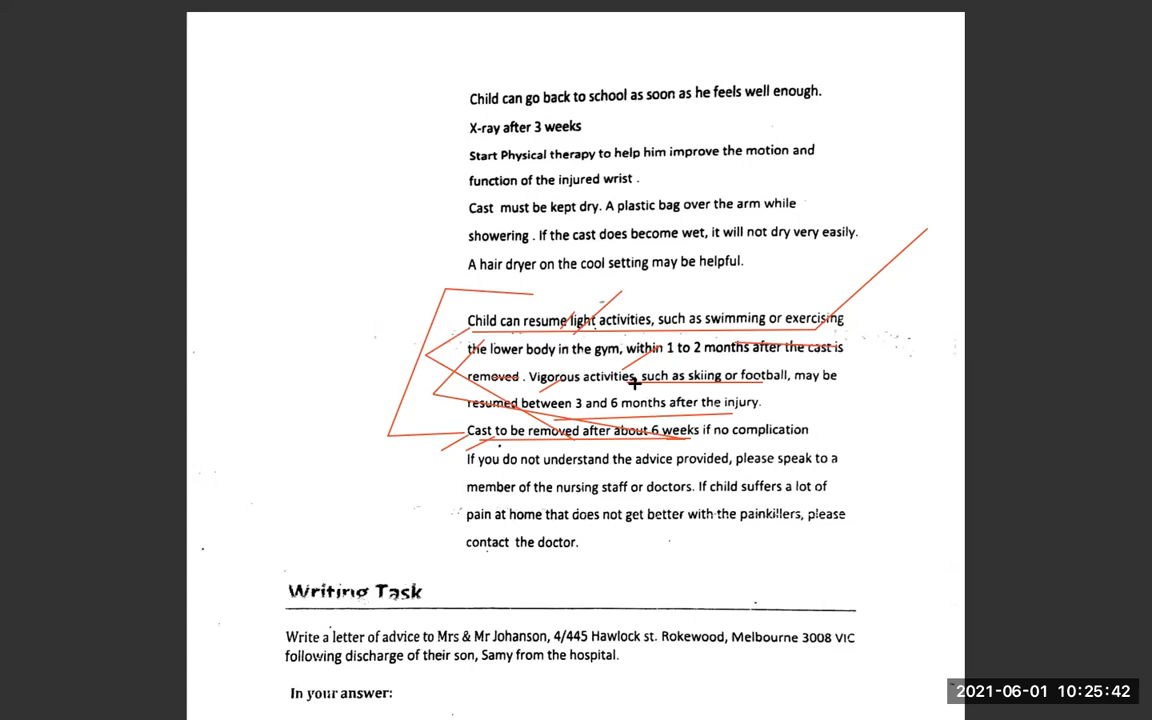 Child can go back to school as soon as he feels well enough.
X-ray after 3 weeks
Start Physical therapy to help him improve the motion and
function of the injured wrist .
Cast must be kept dry. A plastic bag over the arm while
showering . If the cast does become wet, it will not dry very easily.
A hair dryer on the cool setting may be helpful.
Child can resume light activities, such as swimming or exercising
the lower body in the gym, within 1 to 2 months after the cast is
removed . Vigorous activities, such as skiing or football, may be
resumed between 3 and 6 months after the injury.
Cast to be removed after about 6 weeks if no complication
If you do not understand the advice provided, please speak to a
member of the nursing staff or doctors. If child suffers a lot of
pain at home that does not get better with the painkillers, please
contact the doctor.
Writing Task
Write a letter of advice to Mrs & Mr Johanson, 4/445 Hawlock st. Rokewood, Melbourne 3008 VIC
following discharge of their son, Samy from the hospital.
In your answer:
2021-06-01 10:25:42